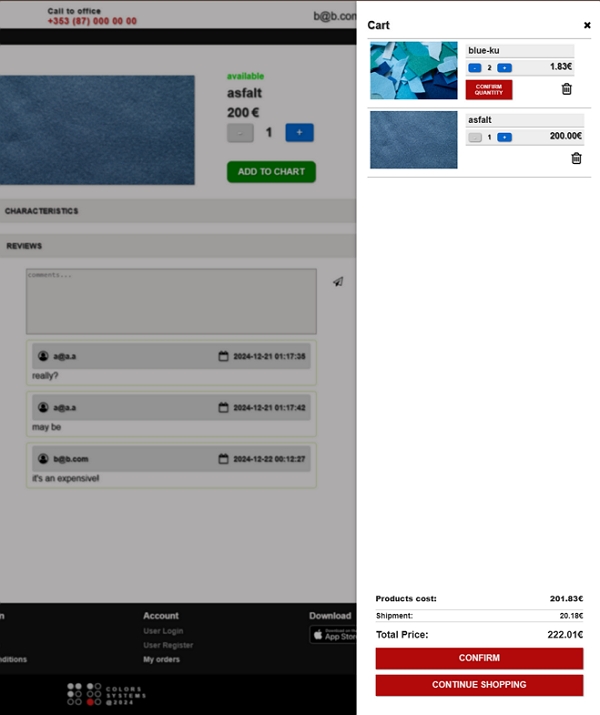 Call to office
+353 (87) 000 00 00
b@b.com
available
asfalt
200 €
- 1 +
ADD TO CHART
CHARACTERISTICS
REVIEWS
comments...
a@a.a 2024-12-21 01:17:35
really?
a@a.a 2024-12-21 01:17:42
may be
b@b.com 2024-12-22 00:12:27
it's an expensive!
n
nditions
Account
User Login
User Register
My orders
Download
Download on the
App Stor
COLORS
SYSTEMS
@2024
Cart
blue-ku
- 2 + 1.83€
CONFIRM
QUANTITY
asfalt
- 1 + 200.00€
Products cost: 201.83€
Shipment: 20.18€
Total Price: 222.01€
CONFIRM
CONTINUE SHOPPING